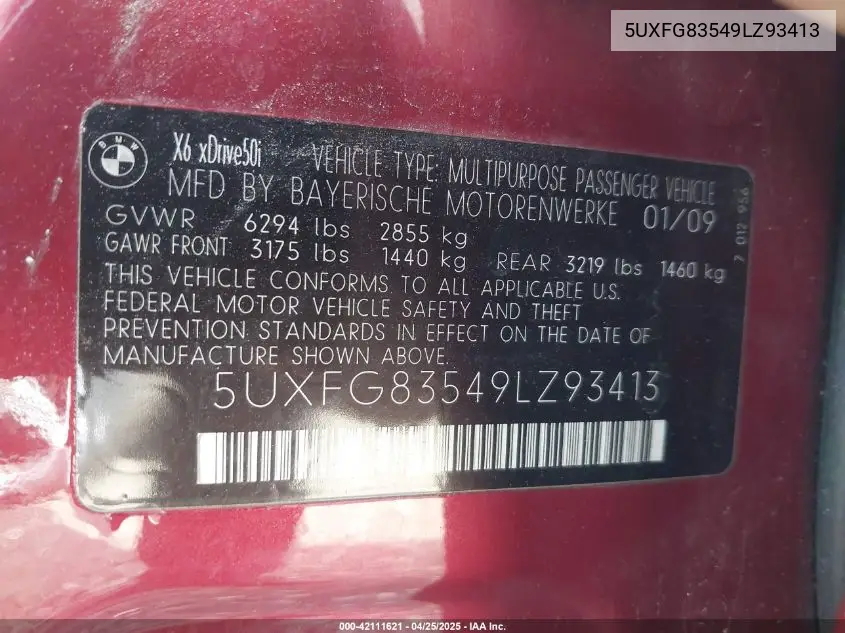 5UXFG83549LZ93413
BMW
X6 xDrive50i
VEHICLE TYPE: MULTIPURPOSE PASSENGER VEHICLE
MFD BY BAYERISCHE MOTORENWERKE 01/09
GVWR 6294 lbs 2855 kg
GAWR FRONT 3175 lbs 1440 kg REAR 3219 lbs 1460 kg
THIS VEHICLE CONFORMS TO ALL APPLICABLE U.S.
FEDERAL MOTOR VEHICLE SAFETY AND THEFT
PREVENTION STANDARDS IN EFFECT ON THE DATE OF
MANUFACTURE SHOWN ABOVE.
5UXFG83549LZ93413
7 012 956
000-42111621 - 04/25/2025 - IAA Inc.